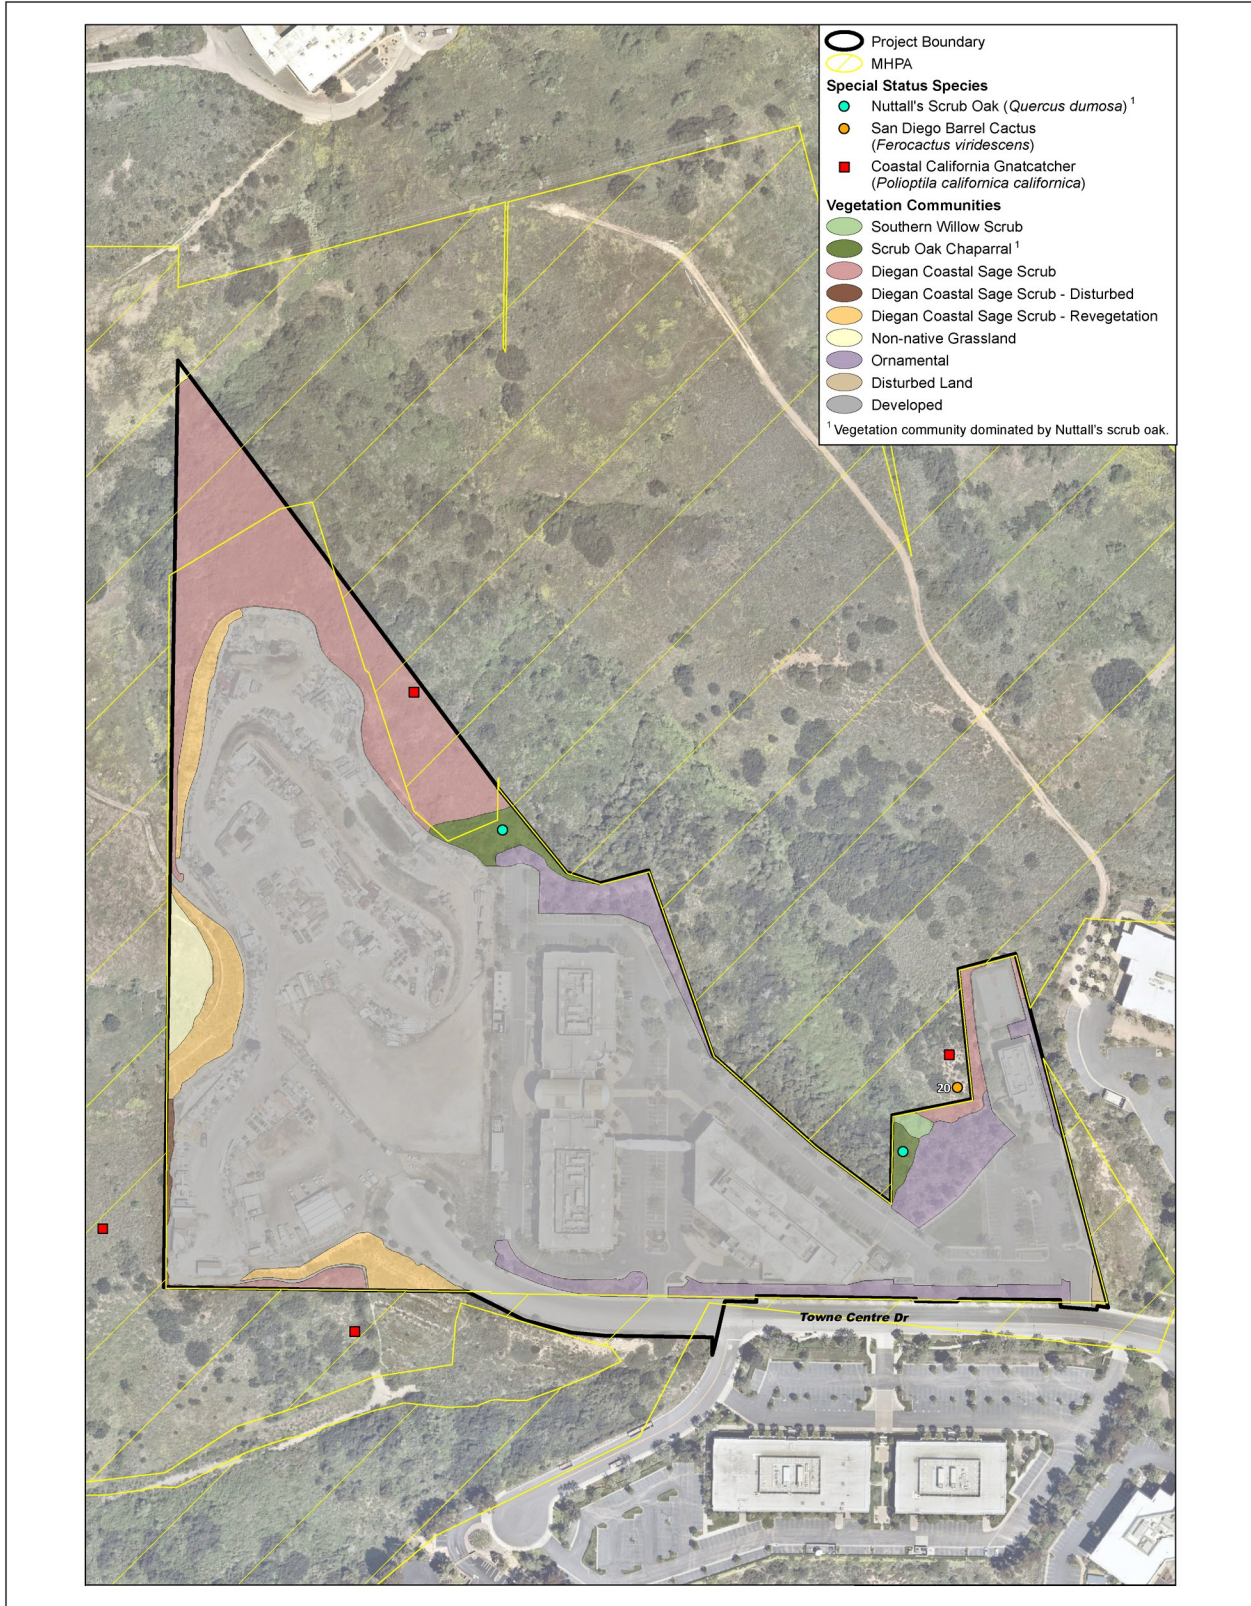 Project Boundary
MHPA
Special Status Species
Nuttall's Scrub Oak (Quercus dumosa) ¹
San Diego Barrel Cactus
(Ferocactus viridescens)
Coastal California Gnatcatcher
(Polioptila californica californica)
Vegetation Communities
Southern Willow Scrub
Scrub Oak Chaparral ¹
Diegan Coastal Sage Scrub
Diegan Coastal Sage Scrub - Disturbed
Diegan Coastal Sage Scrub - Revegetation
Non-native Grassland
Ornamental
Disturbed Land
Developed
¹ Vegetation community dominated by Nuttall's scrub oak.
20
Towne Centre Dr